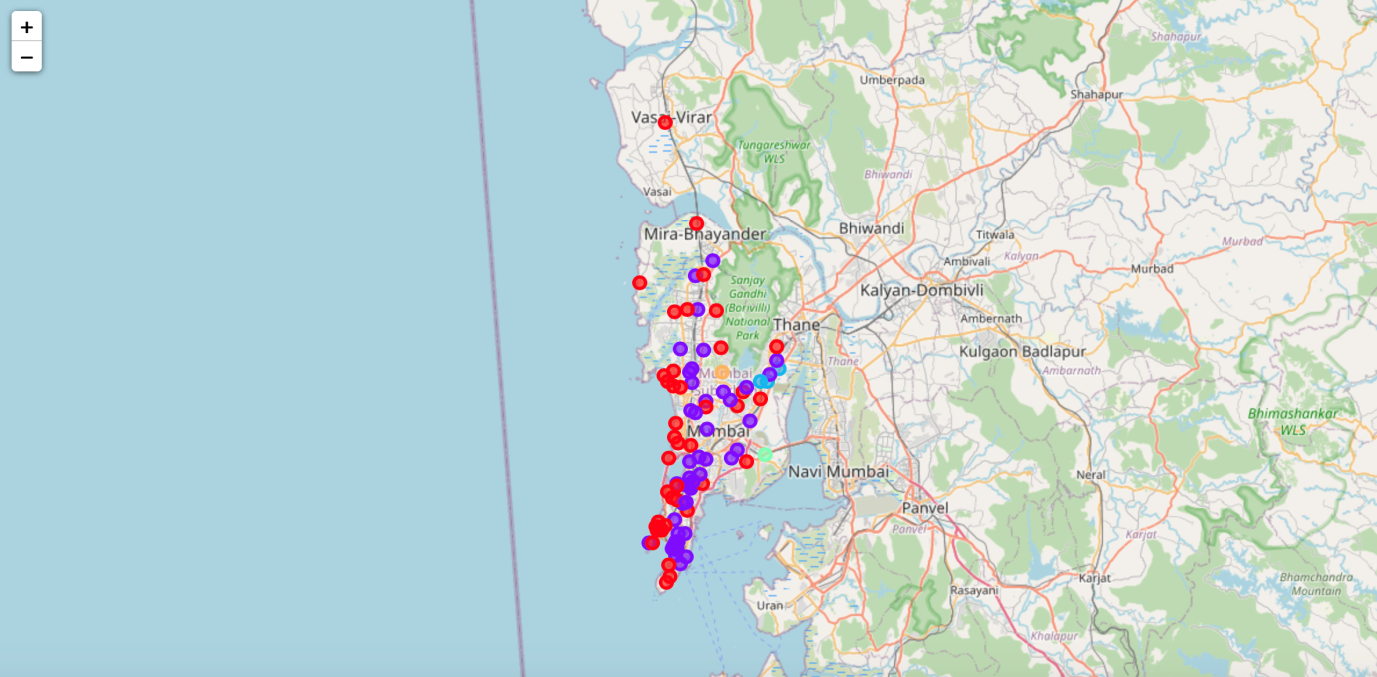 +
−
Shahapur
Umberpada
Shahapur
Vasai-Virar
Tungareshwar
WLS
Bhiwandi
Vasai
Mira-Bhayander
Bhiwandi
Titwala
Murbad
Kalyan
Ambivali
Murbad
Sanjay
Gandhi
(Borivili)
National
Park
Kalyan-Dombivli
Thane
Ambernath
Kulgaon Badlapur
Thane
Ambarnath
Mumbai
Bhimashankar
WLS
Mumbai
Navi Mumbai
Neral
Panvel
Panvel
Karjat
Karjat
Bhamchandra
Mountain
Rasayani
Uran
Khalapur